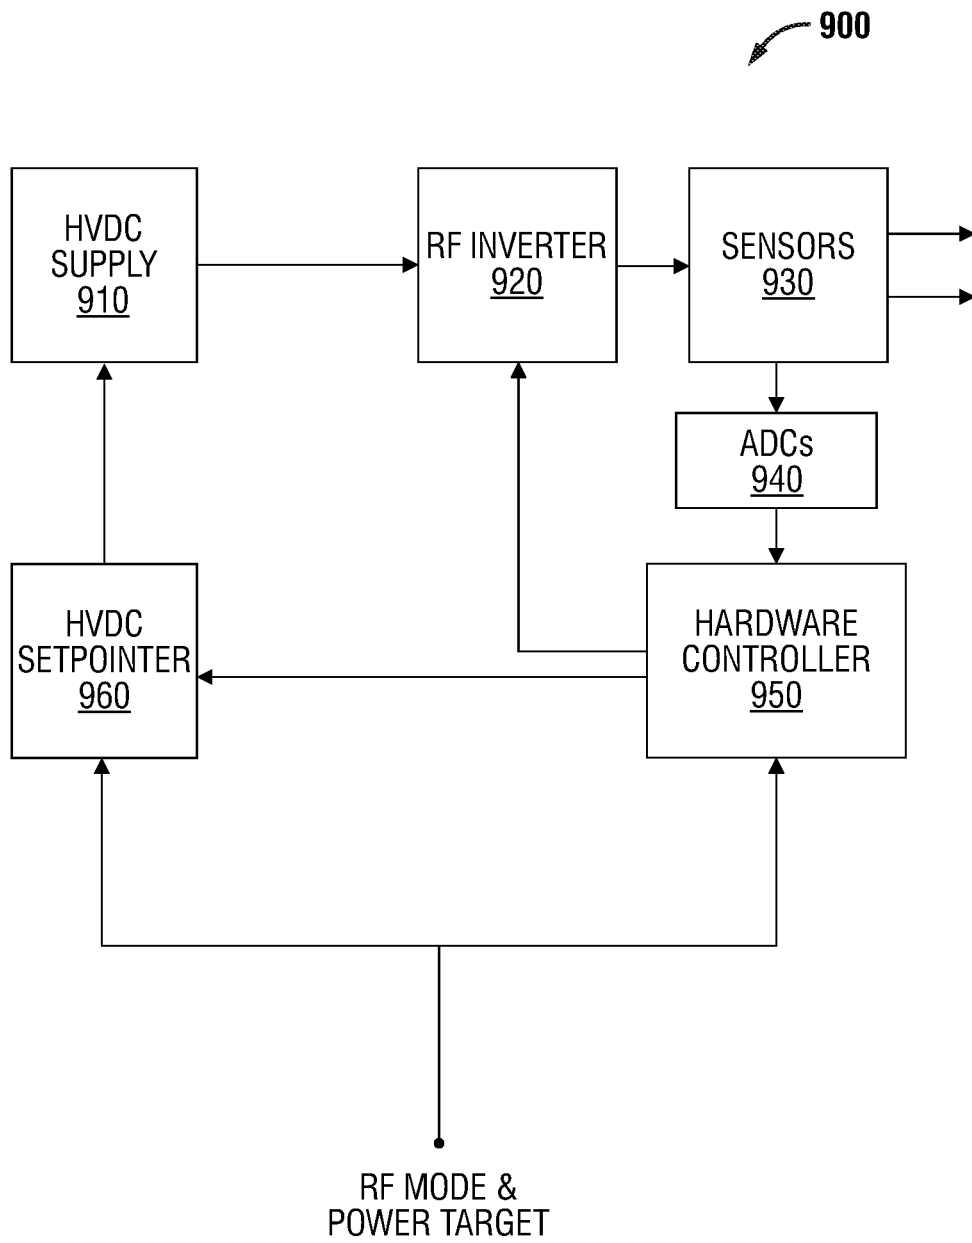 900
HVDC
SUPPLY
910
RF INVERTER
920
SENSORS
930
ADCs
940
HVDC
SETPOINTER
960
HARDWARE
CONTROLLER
950
RF MODE &
POWER TARGET